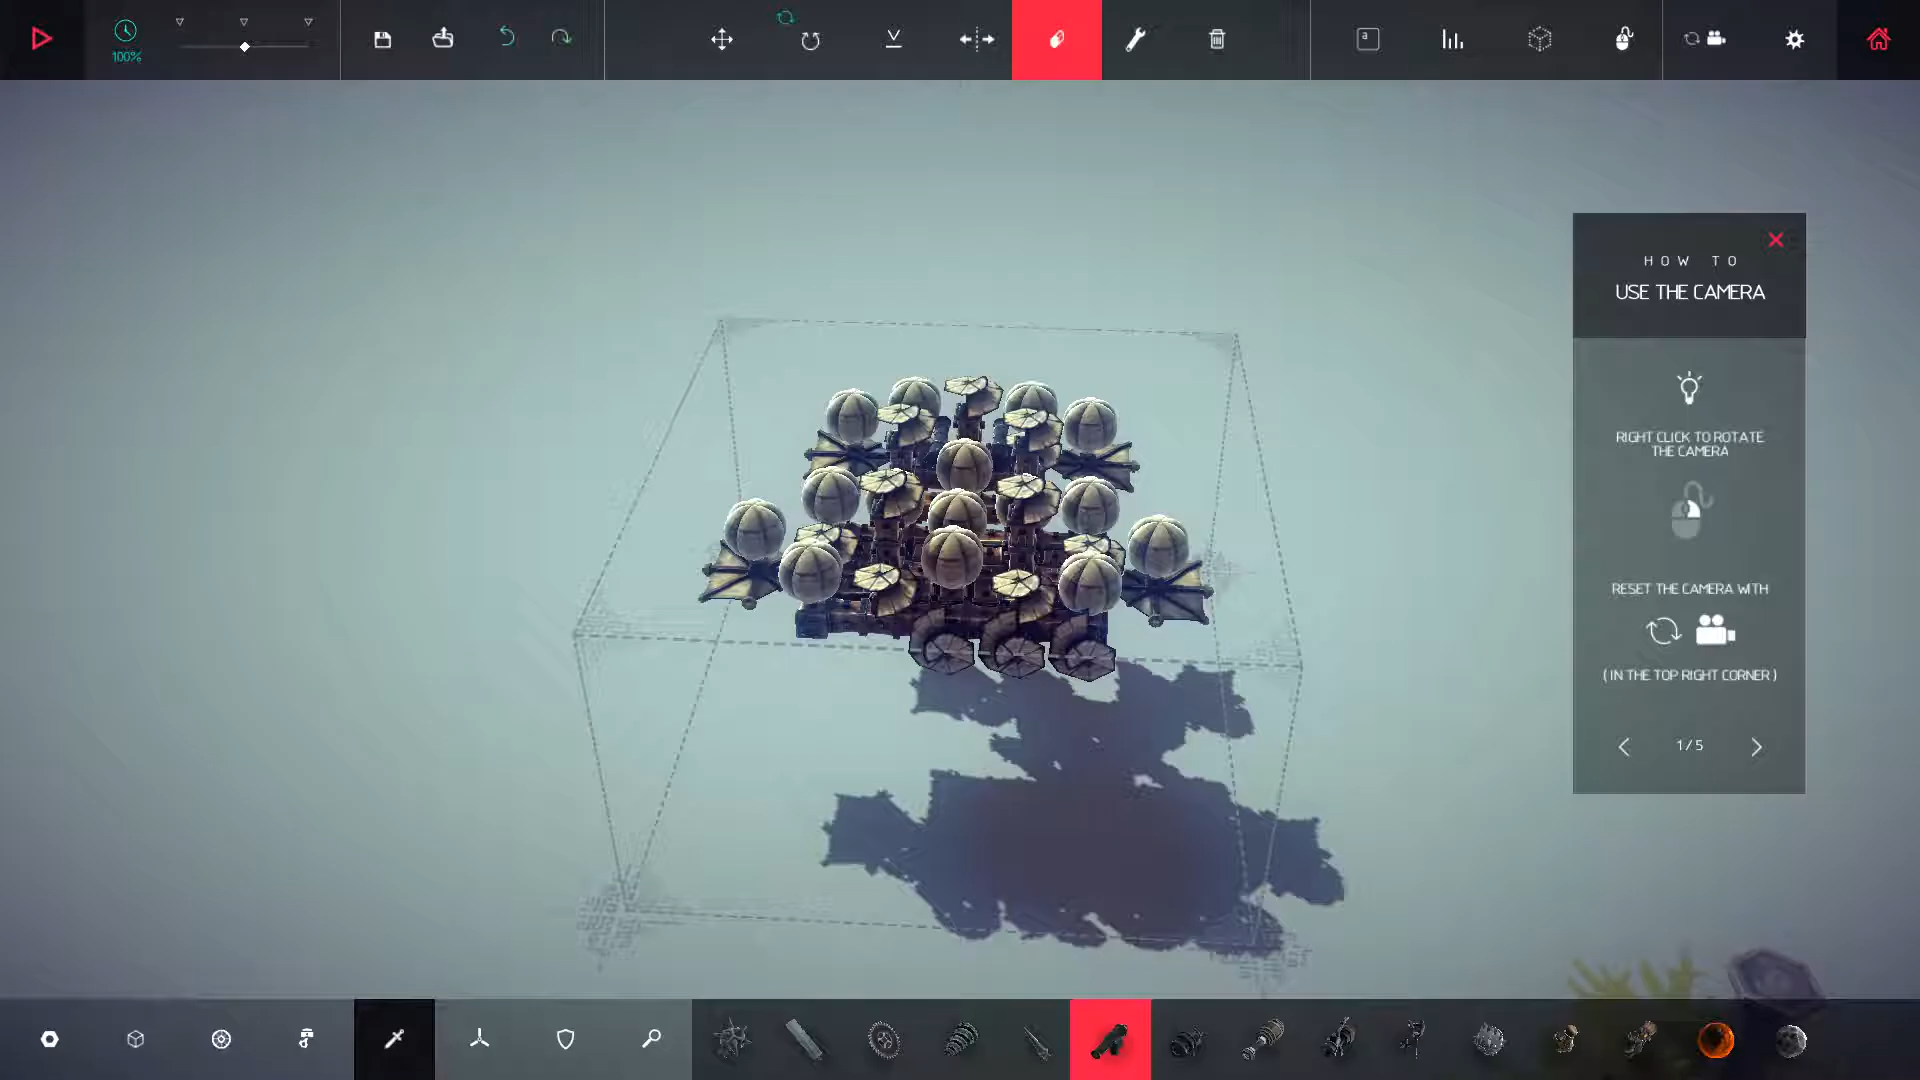 100%
a
HOW TO
USE THE CAMERA
RIGHT CLICK TO ROTATE
THE CAMERA
RESET THE CAMERA WITH
( IN THE TOP RIGHT CORNER )
1/5